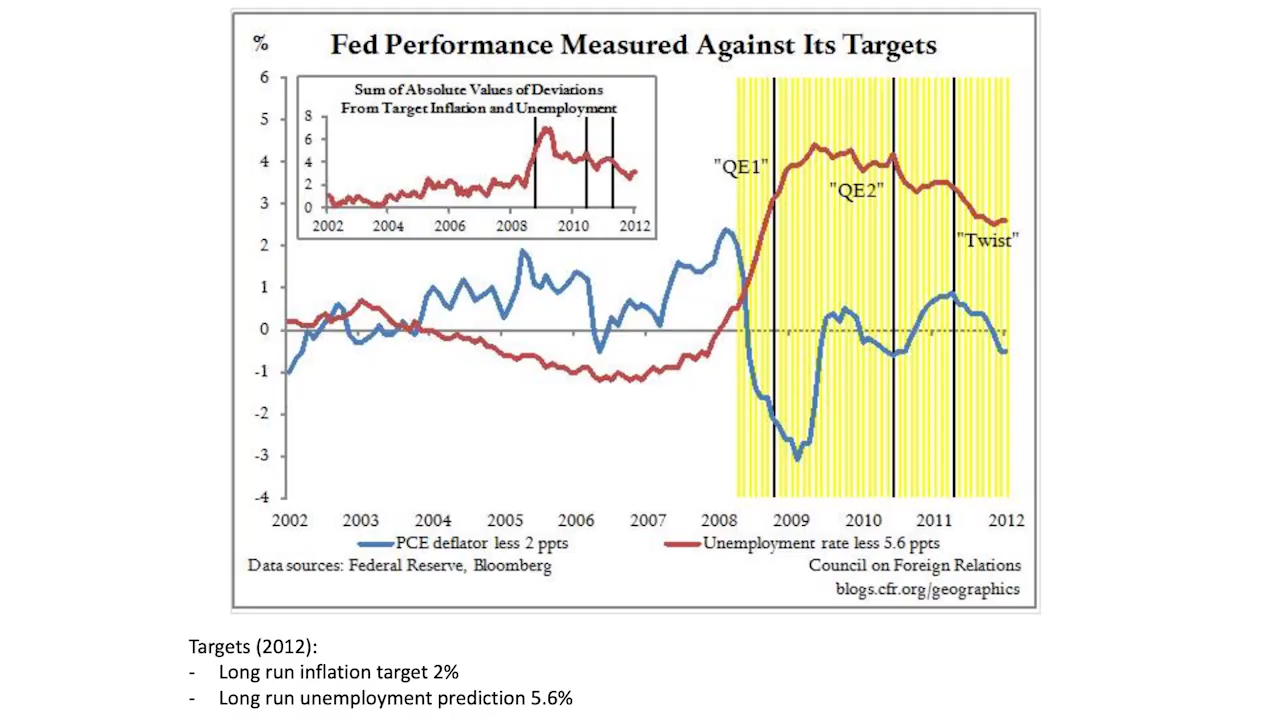 %
Fed Performance Measured Against Its Targets
6
5
4
3
2
1
0
-1
-2
-3
-4
Sum of Absolute Values of Deviations
From Target Inflation and Unemployment
8
6
4
2
0
2002 2004 2006 2008 2010 2012
"QE1"
"QE2"
"Twist"
2002 2003 2004 2005 2006 2007 2008 2009 2010 2011 2012
PCE deflator less 2 ppts Unemployment rate less 5.6 ppts
Data sources: Federal Reserve, Bloomberg Council on Foreign Relations
blogs.cfr.org/geographics
Targets (2012):
- Long run inflation target 2%
- Long run unemployment prediction 5.6%